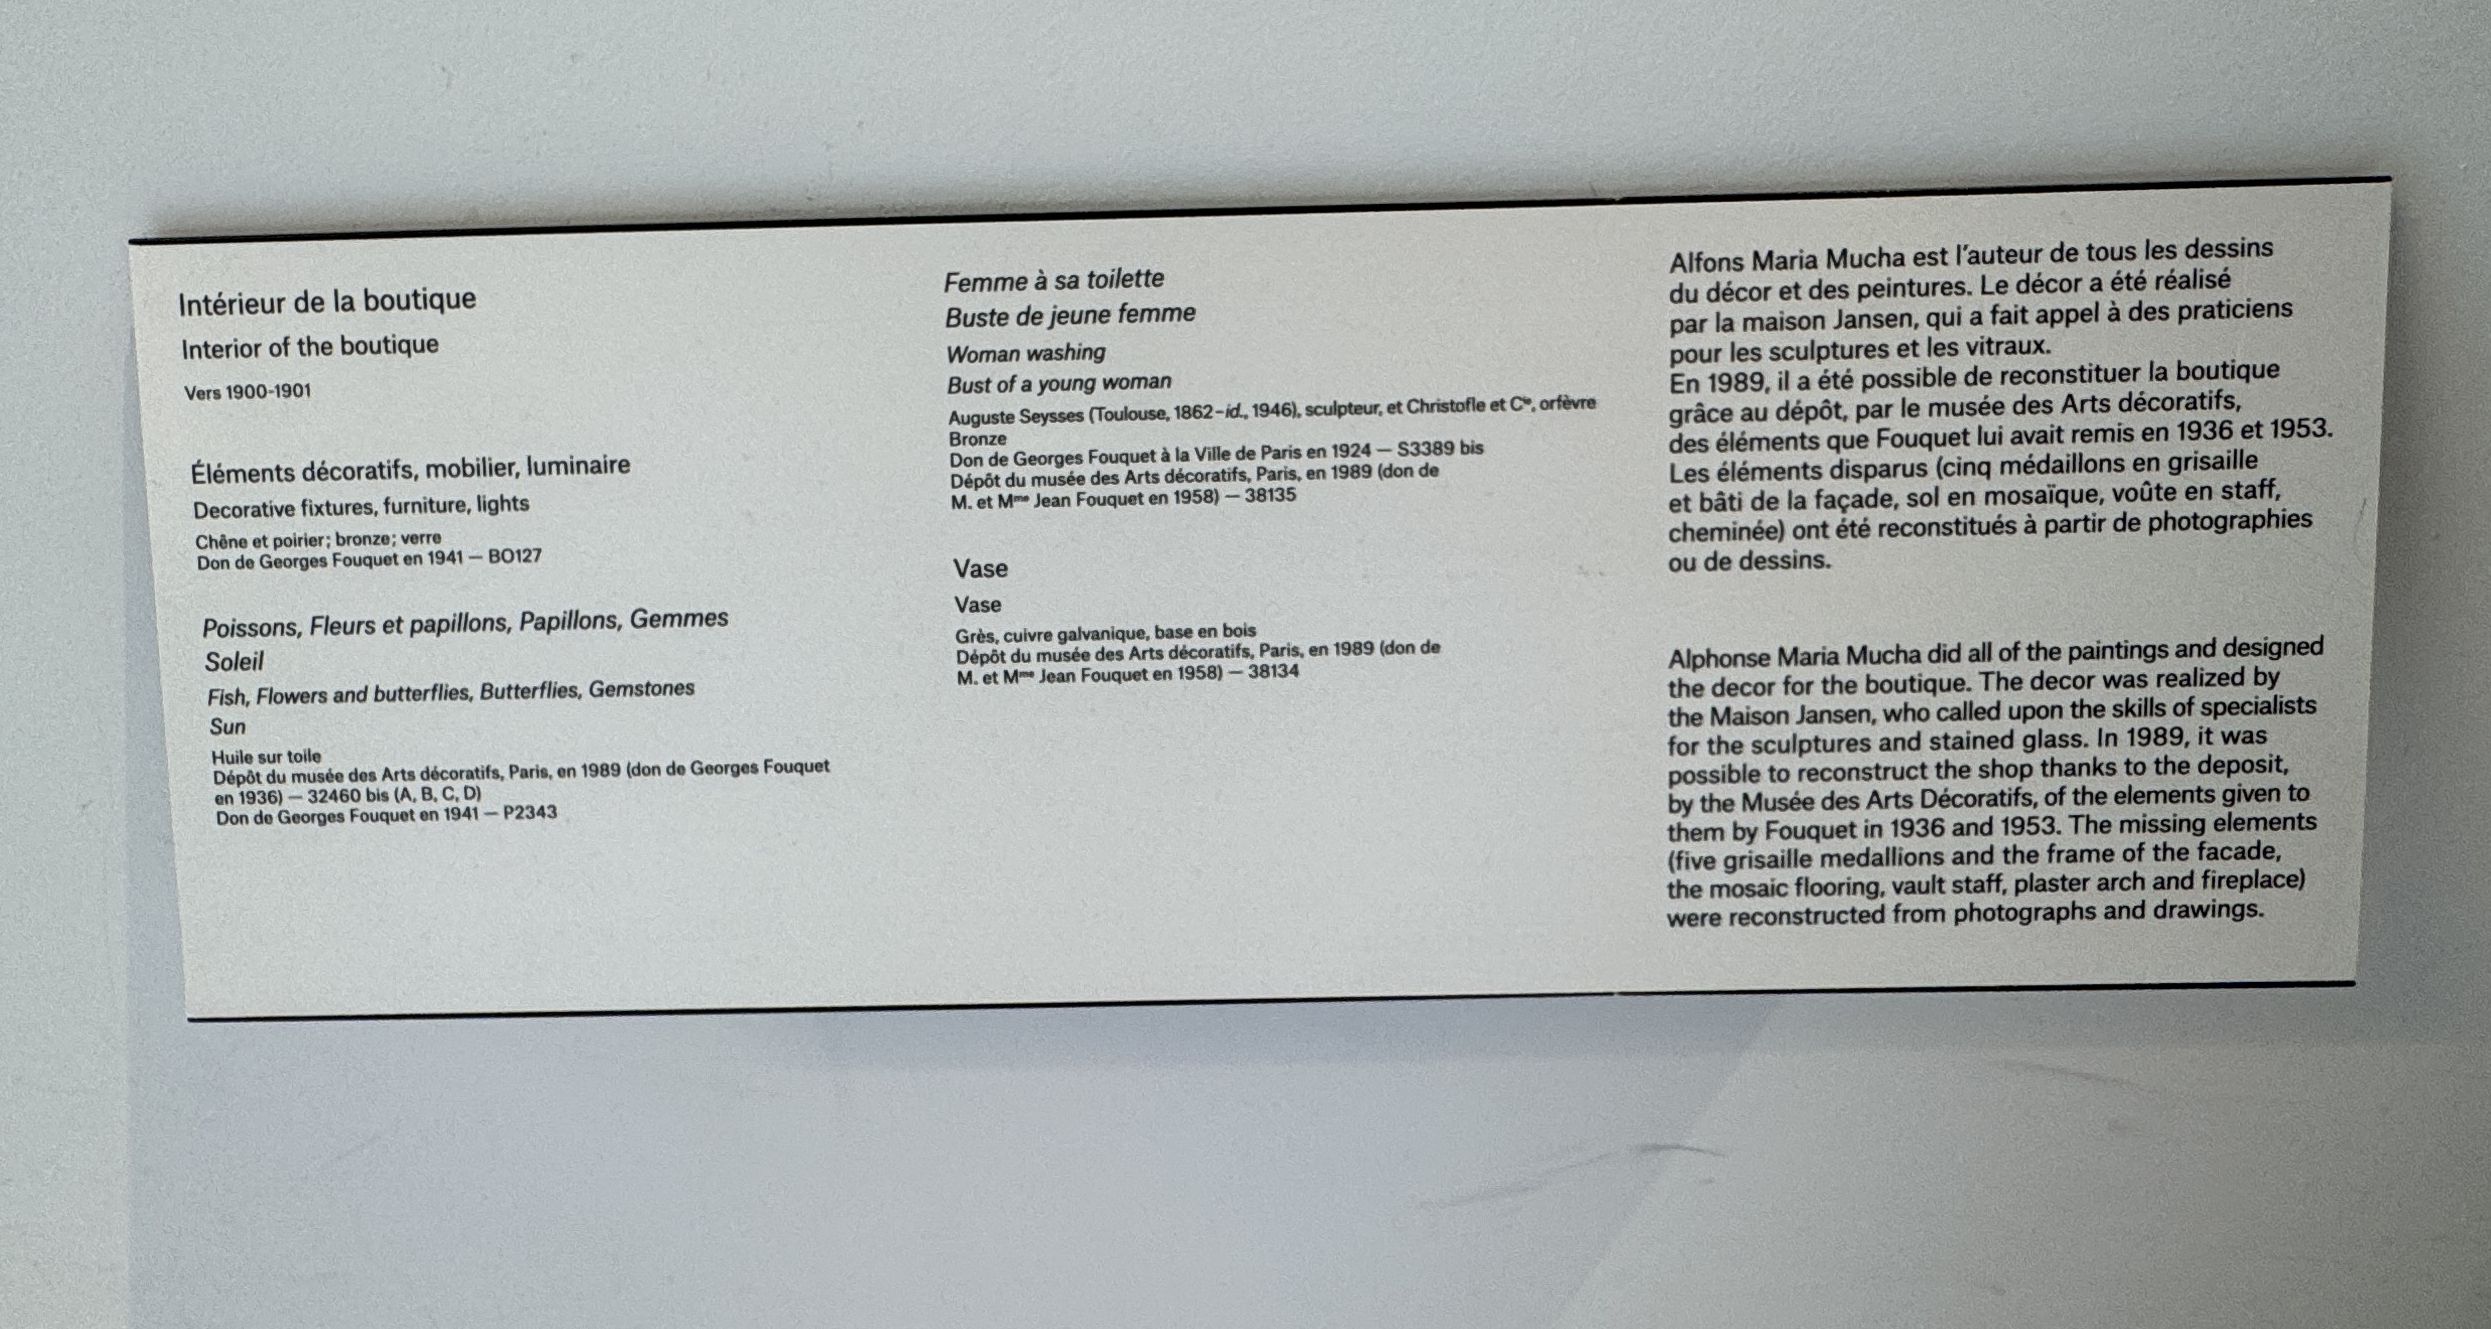 Intérieur de la boutique
Interior of the boutique
Vers 1900-1901
Éléments décoratifs, mobilier, luminaire
Decorative fixtures, furniture, lights
Chêne et poirier; bronze; verre
Don de Georges Fouquet en 1941 — BO127
Poissons, Fleurs et papillons, Papillons, Gemmes
Soleil
Fish, Flowers and butterflies, Butterflies, Gemstones
Sun
Huile sur toile
Dépôt du musée des Arts décoratifs, Paris, en 1989 (don de Georges Fouquet
en 1936) — 32460 bis (A, B, C, D)
Don de Georges Fouquet en 1941 — P2343
Femme à sa toilette
Buste de jeune femme
Woman washing
Bust of a young woman
Auguste Seysses (Toulouse, 1862-id., 1946), sculpteur, et Christofle et Cie, orfèvre
Bronze
Don de Georges Fouquet à la Ville de Paris en 1924 — S3389 bis
Dépôt du musée des Arts décoratifs, Paris, en 1989 (don de
M. et Mme Jean Fouquet en 1958) — 38135
Vase
Vase
Grès, cuivre galvanique, base en bois
Dépôt du musée des Arts décoratifs, Paris, en 1989 (don de
M. et Mme Jean Fouquet en 1958) — 38134
Alfons Maria Mucha est l'auteur de tous les dessins
du décor et des peintures. Le décor a été réalisé
par la maison Jansen, qui a fait appel à des praticiens
pour les sculptures et les vitraux.
En 1989, il a été possible de reconstituer la boutique
grâce au dépôt, par le musée des Arts décoratifs,
des éléments que Fouquet lui avait remis en 1936 et 1953.
Les éléments disparus (cinq médaillons en grisaille
et bâti de la façade, sol en mosaïque, voûte en staff,
cheminée) ont été reconstitués à partir de photographies
ou de dessins.
Alphonse Maria Mucha did all of the paintings and designed
the decor for the boutique. The decor was realized by
the Maison Jansen, who called upon the skills of specialists
for the sculptures and stained glass. In 1989, it was
possible to reconstruct the shop thanks to the deposit,
by the Musée des Arts Décoratifs, of the elements given to
them by Fouquet in 1936 and 1953. The missing elements
(five grisaille medallions and the frame of the facade,
the mosaic flooring, vault staff, plaster arch and fireplace)
were reconstructed from photographs and drawings.